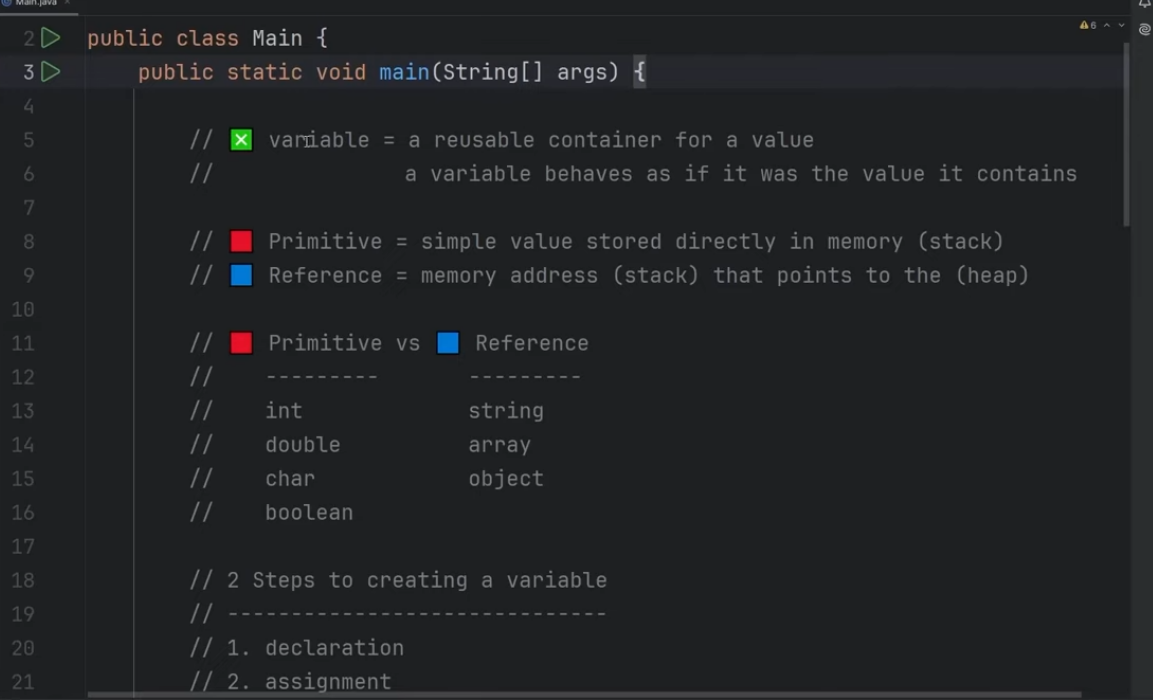 Main.java
6
2 public class Main {
3 public static void main(String[] args) {
4
5 // ❎ variable = a reusable container for a value
6 // a variable behaves as if it was the value it contains
7
8 // 🟥 Primitive = simple value stored directly in memory (stack)
9 // 🟦 Reference = memory address (stack) that points to the (heap)
10
11 // 🟥 Primitive vs 🟦 Reference
12 // --------- ---------
13 // int string
14 // double array
15 // char object
16 // boolean
17
18 // 2 Steps to creating a variable
19 // ------------------------------
20 // 1. declaration
21 // 2. assignment